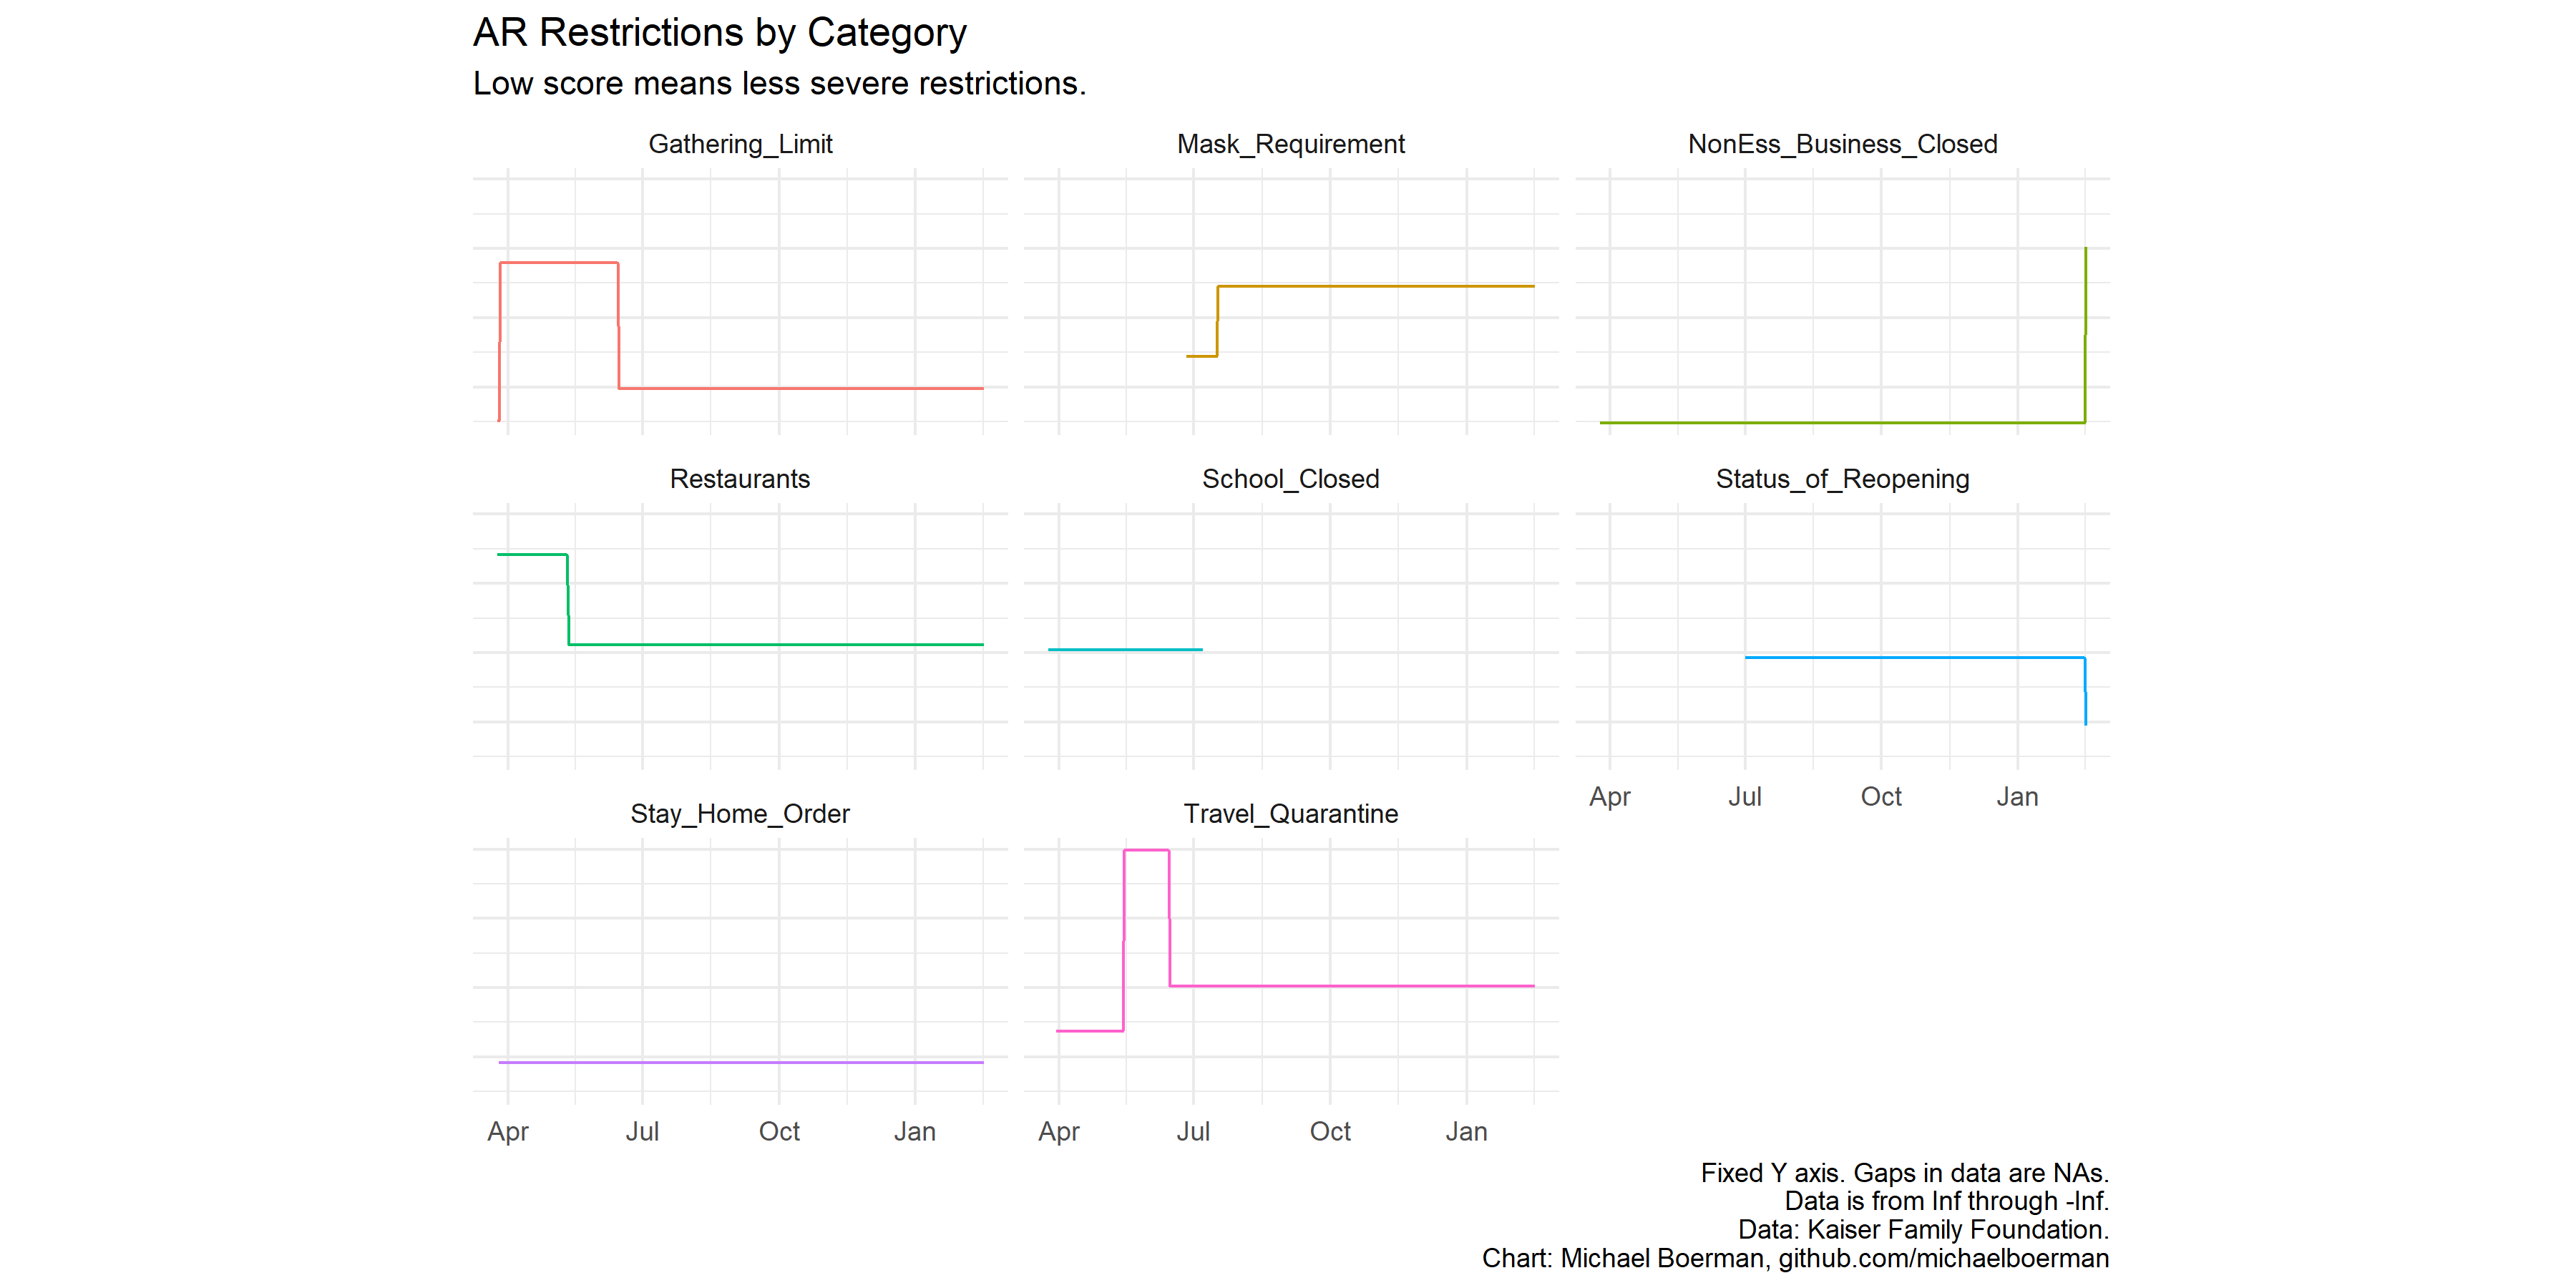 AR Restrictions by Category
Low score means less severe restrictions.
Gathering_Limit
Mask_Requirement
NonEss_Business_Closed
Restaurants
School_Closed
Status_of_Reopening
Apr Jul Oct Jan
Stay_Home_Order
Travel_Quarantine
Apr Jul Oct Jan
Apr Jul Oct Jan
Fixed Y axis. Gaps in data are NAs.
Data is from Inf through -Inf.
Data: Kaiser Family Foundation.
Chart: Michael Boerman, github.com/michaelboerman